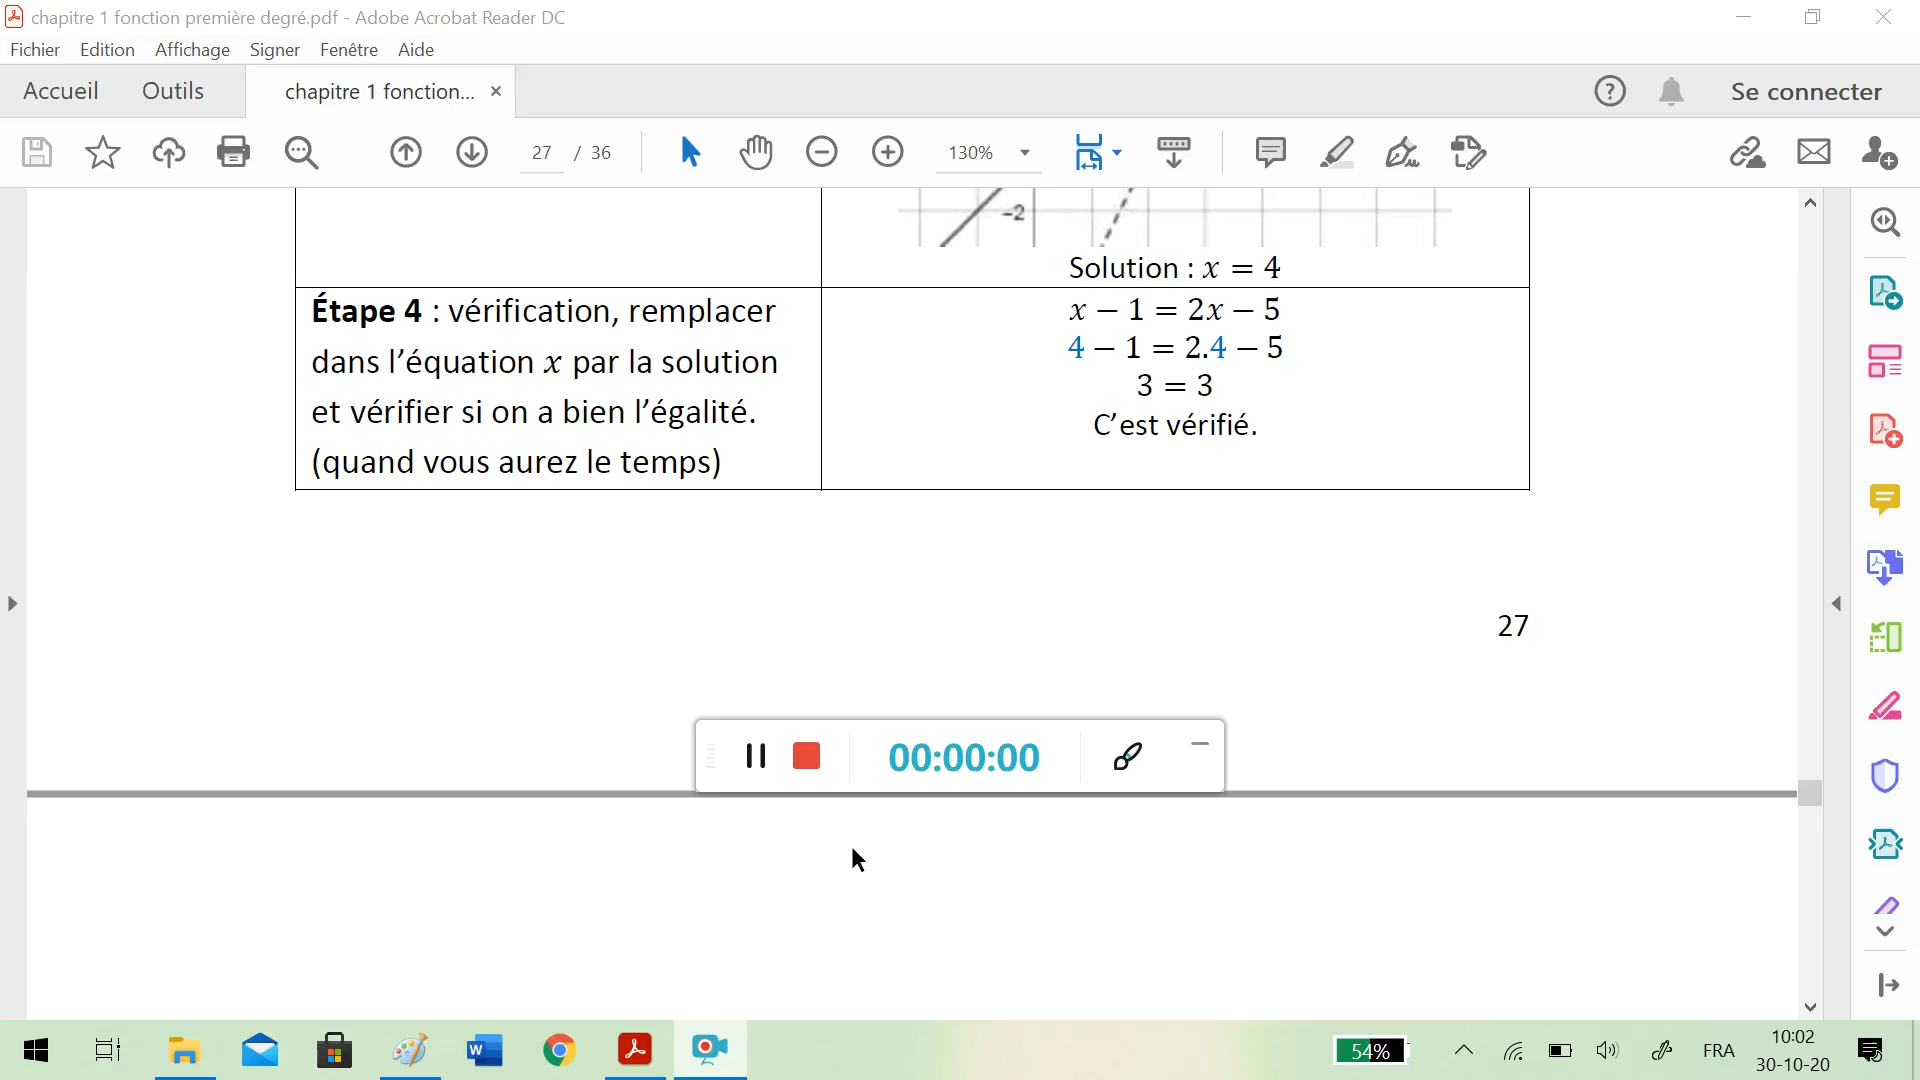 chapitre 1 fonction première degré.pdf - Adobe Acrobat Reader DC
Fichier Edition Affichage Signer Fenêtre Aide
Accueil Outils chapitre 1 fonction... × Se connecter
27 / 36 130%
-2
Solution : x = 4
Étape 4 : vérification, remplacer
dans l’équation x par la solution
et vérifier si on a bien l’égalité.
(quand vous aurez le temps)
x − 1 = 2x − 5
4 − 1 = 2.4 − 5
3 = 3
C’est vérifié.
27
00:00:00
54% FRA 10:02
30-10-20